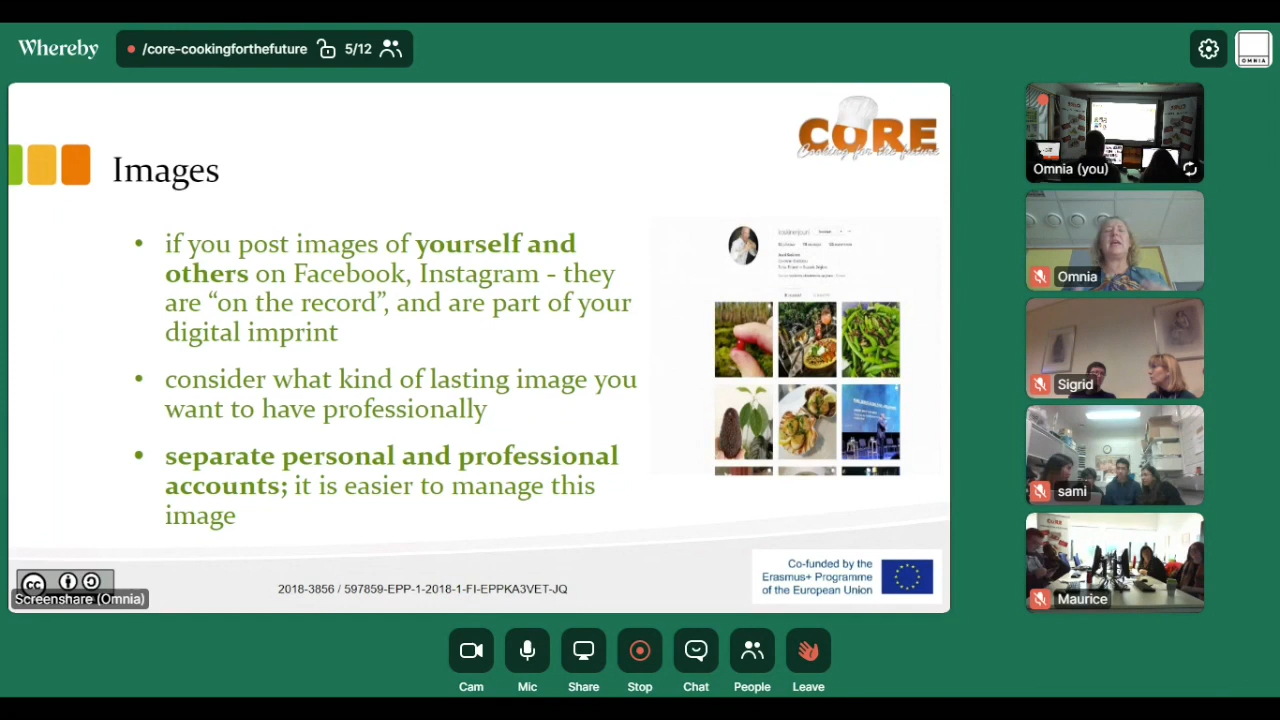 Whereby
/core-cookingforthefuture
5/12
CORE
Cooking for the future
Images
• if you post images of yourself and
others on Facebook, Instagram - they
are “on the record”, and are part of your
digital imprint
• consider what kind of lasting image you
want to have professionally
• separate personal and professional
accounts; it is easier to manage this
image
cc
Screenshare (Omnia)
2018-3856 / 597859-EPP-1-2018-1-FI-EPPKA3VET-JQ
Co-funded by the
Erasmus+ Programme
of the European Union
OMNIA
Omnia (you)
Omnia
Sigrid
sami
CORE
Maurice
Cam
Mic
Share
Stop
Chat
People
Leave